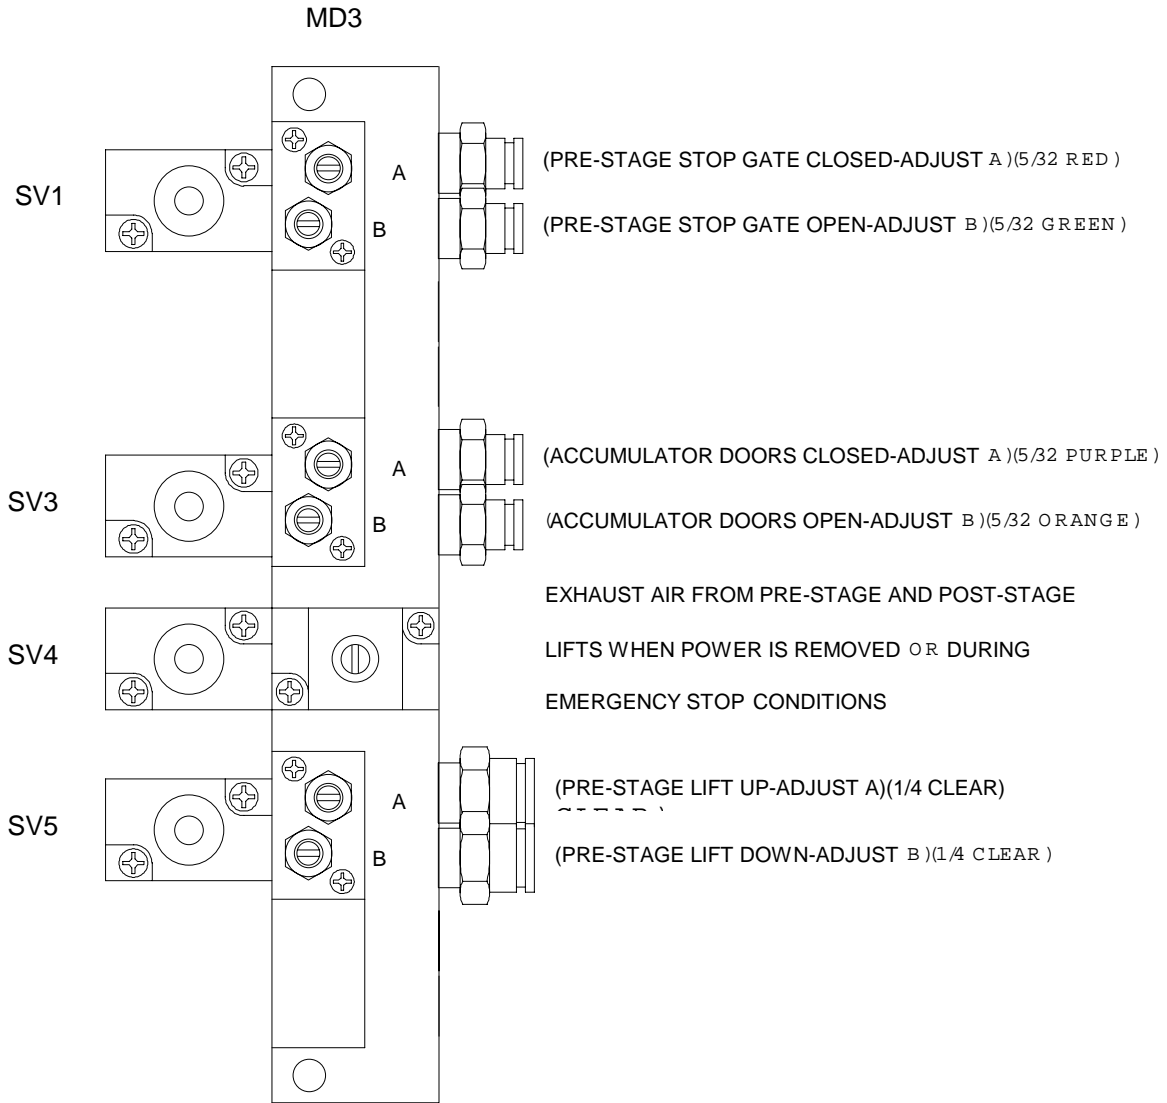 MD3
SV1
A
(PRE-STAGE STOP GATE CLOSED-ADJUST A)(5/32 RED)
B
(PRE-STAGE STOP GATE OPEN-ADJUST B)(5/32 GREEN)
SV3
A
(ACCUMULATOR DOORS CLOSED-ADJUST A)(5/32 PURPLE)
B
(ACCUMULATOR DOORS OPEN-ADJUST B)(5/32 ORANGE)
SV4
EXHAUST AIR FROM PRE-STAGE AND POST-STAGE
LIFTS WHEN POWER IS REMOVED OR DURING
EMERGENCY STOP CONDITIONS
SV5
A
(PRE-STAGE LIFT UP-ADJUST A)(1/4 CLEAR)
B
(PRE-STAGE LIFT DOWN-ADJUST B)(1/4 CLEAR)